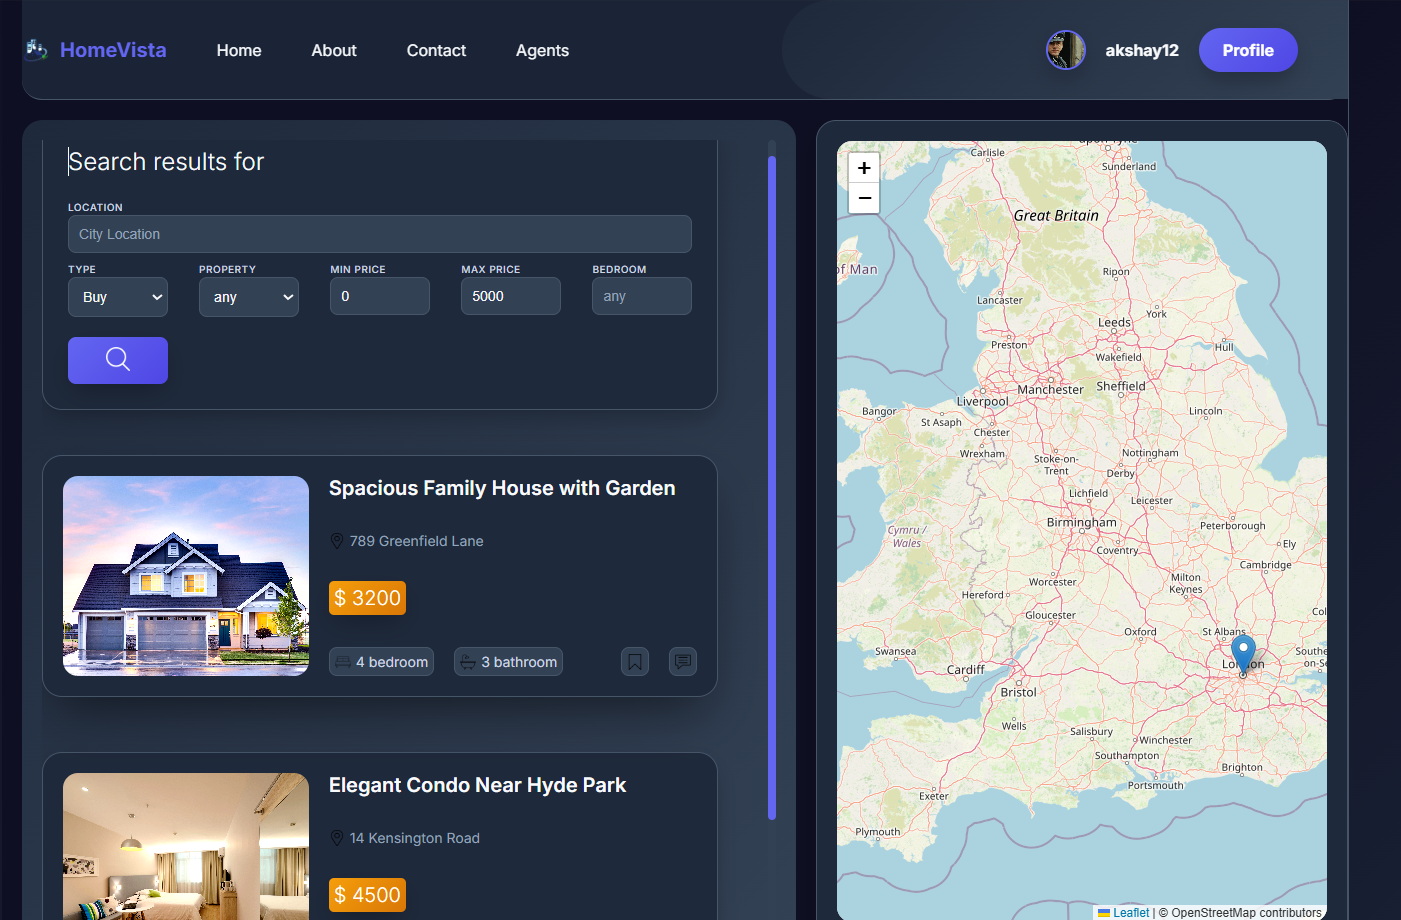 HomeVista
Home
About
Contact
Agents
akshay12
Profile
Search results for
LOCATION
City Location
TYPE
PROPERTY
MIN PRICE
MAX PRICE
BEDROOM
Buy
any
0
5000
any
Spacious Family House with Garden
789 Greenfield Lane
$ 3200
4 bedroom
3 bathroom
Elegant Condo Near Hyde Park
14 Kensington Road
$ 4500
+
−
Carlisle
Sunderland
Great Britain
of Man
Ripon
Lancaster
York
Leeds
Preston
Hull
Wakefield
Manchester
Sheffield
Liverpool
Bangor
St Asaph
Lincoln
Chester
Wrexham
Stoke-on-
Trent
Nottingham
Derby
Lichfield
Leicester
Birmingham
Peterborough
Cymru /
Wales
Coventry
Ely
Cambridge
Worcester
Milton
Keynes
Hereford
Gloucester
Col
Oxford
St Albans
Swansea
Southe
on-Se
Cardiff
London
Bristol
Wells
Salisbury
Winchester
Southampton
Brighton
Portsmouth
Exeter
Plymouth
Leaflet | © OpenStreetMap contributors